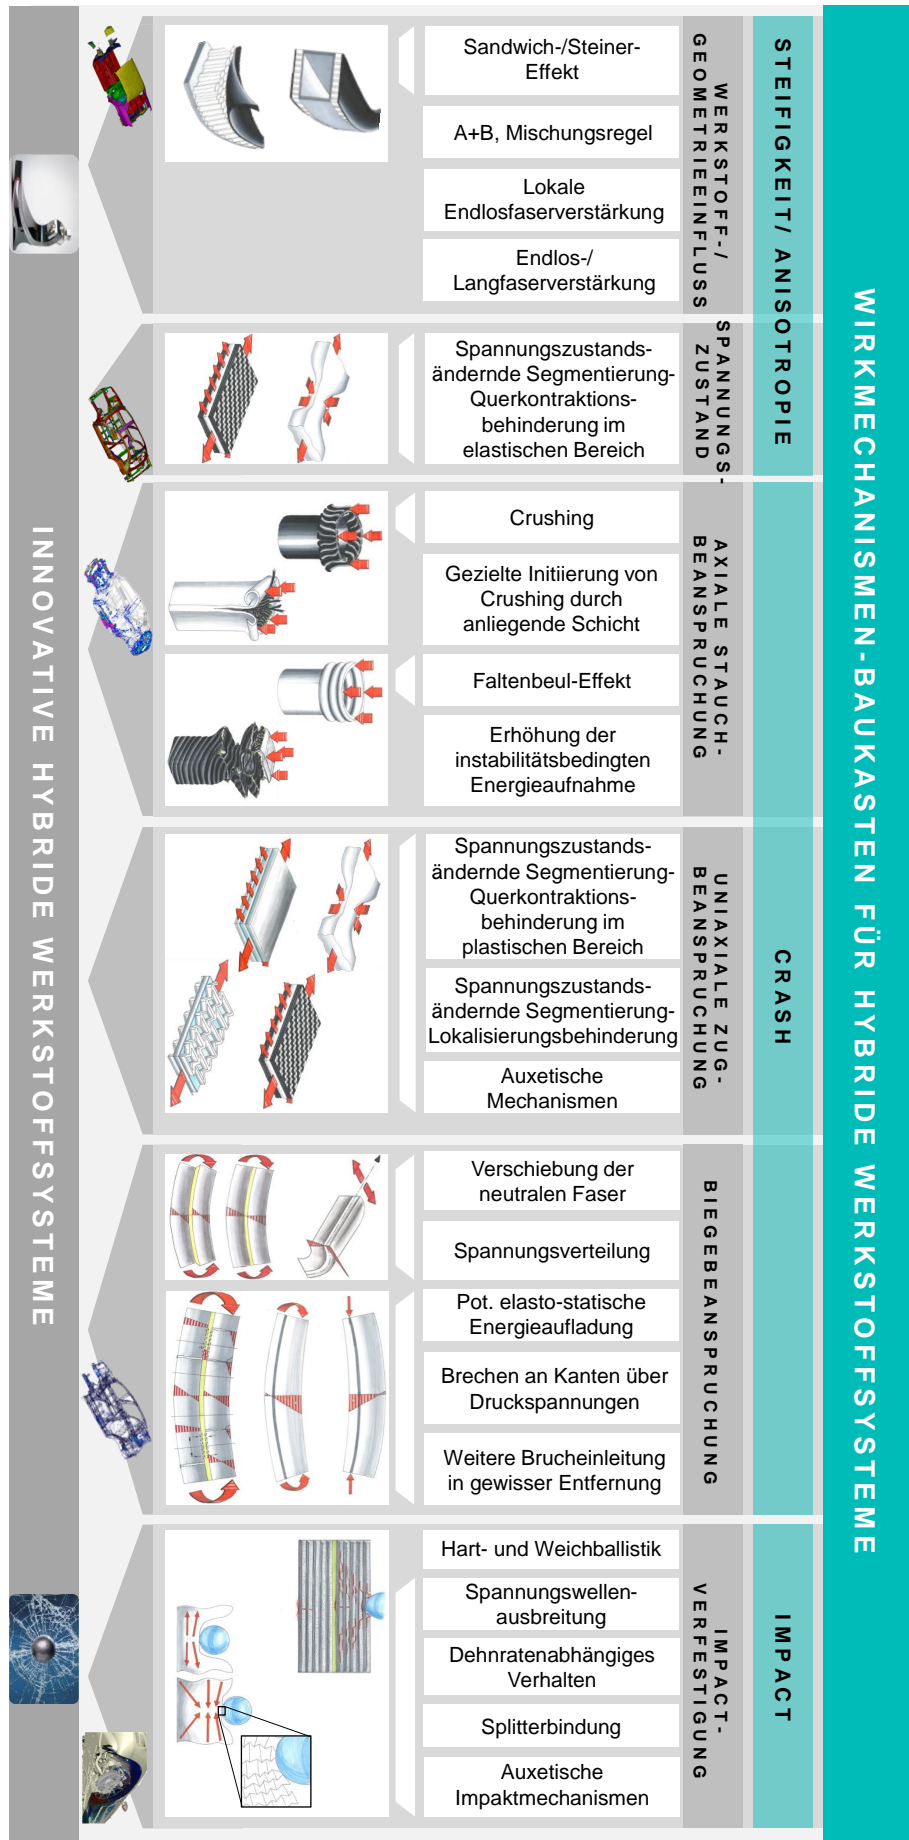 WIRKMECHANISMEN-BAUKASTEN FÜR HYBRIDE WERKSTOFFSYSTEME
STEIFIGKEIT/ ANISOTROPIE
WERKSTOFF-/
GEOMETRIEEINFLUSS
Sandwich-/Steiner-
Effekt
A+B, Mischungsregel
Lokale
Endlosfaserverstärkung
Endlos-/
Langfaserverstärkung
SPANNUNGS-
ZUSTAND
Spannungszustands-
ändernde Segmentierung-
Querkontraktions-
behinderung im
elastischen Bereich
CRASH
AXIALE STAUCH-
BEANSPRUCHUNG
Crushing
Gezielte Initiierung von
Crushing durch
anliegende Schicht
Faltenbeul-Effekt
Erhöhung der
instabilitätsbedingten
Energieaufnahme
UNIAXIALE ZUG-
BEANSPRUCHUNG
Spannungszustands-
ändernde Segmentierung-
Querkontraktions-
behinderung im
plastischen Bereich
Spannungszustands-
ändernde Segmentierung-
Lokalisierungsbehinderung
Auxetische
Mechanismen
BIEGEBEANSPRUCHUNG
Verschiebung der
neutralen Faser
Spannungsverteilung
Pot. elasto-statische
Energieaufladung
Brechen an Kanten über
Druckspannungen
Weitere Brucheinleitung
in gewisser Entfernung
IMPACT
IMPACT-
VERFESTIGUNG
Hart- und Weichballistik
Spannungswellen-
ausbreitung
Dehnratenabhängiges
Verhalten
Splitterbindung
Auxetische
Impaktmechanismen
INNOVATIVE HYBRIDE WERKSTOFFSYSTEME